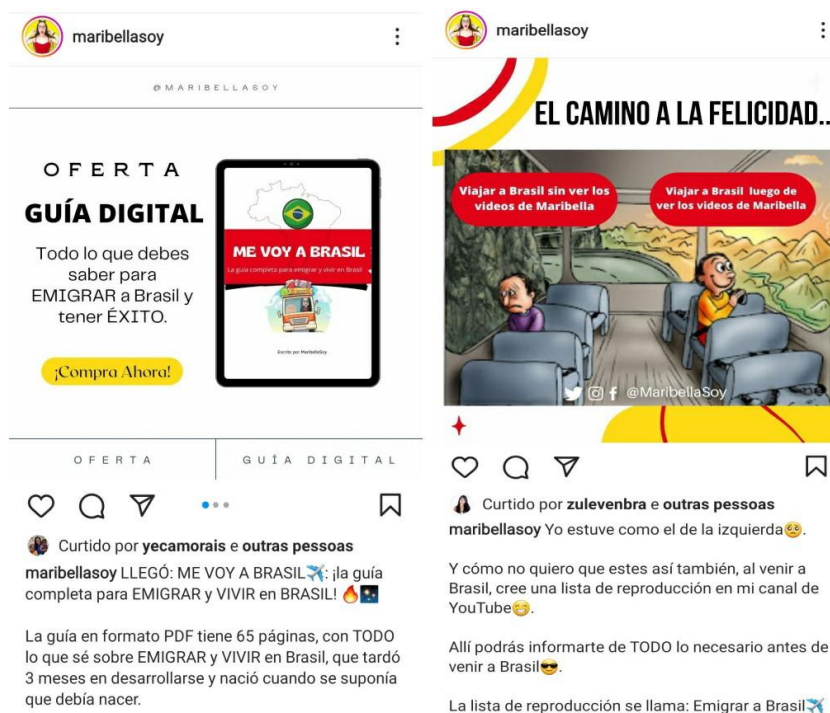 maribellasoy
@MARIBELLASOY
OFERTA
GUÍA DIGITAL
Todo lo que debes
saber para
EMIGRAR a Brasil y
tener ÉXITO.
¡Compra Ahora!
ME VOY A BRASIL
La guía completa para emigrar y vivir en Brasil
Escrito por MaribellaSoy
OFERTA
GUÍA DIGITAL
Curtido por yecamorais e outras pessoas
maribellasoy LLEGÓ: ME VOY A BRASIL✈️: ¡la guía
completa para EMIGRAR y VIVIR en BRASIL! 🔥🎇
La guía en formato PDF tiene 65 páginas, con TODO
lo que sé sobre EMIGRAR y VIVIR en Brasil, que tardó
3 meses en desarrollarse y nació cuando se suponía
que debía nacer.
maribellasoy
EL CAMINO A LA FELICIDAD..
Viajar a Brasil sin ver los
videos de Maribella
Viajar a Brasil luego de
ver los videos de Maribella
@MaribellaSoy
Curtido por zulevenbra e outras pessoas
maribellasoy Yo estuve como el de la izquierda🥺.
Y cómo no quiero que estes así también, al venir a
Brasil, cree una lista de reproducción en mi canal de
YouTube😁.
Allí podrás informarte de TODO lo necesario antes de
venir a Brasil😎.
La lista de reproducción se llama: Emigrar a Brasil✈️